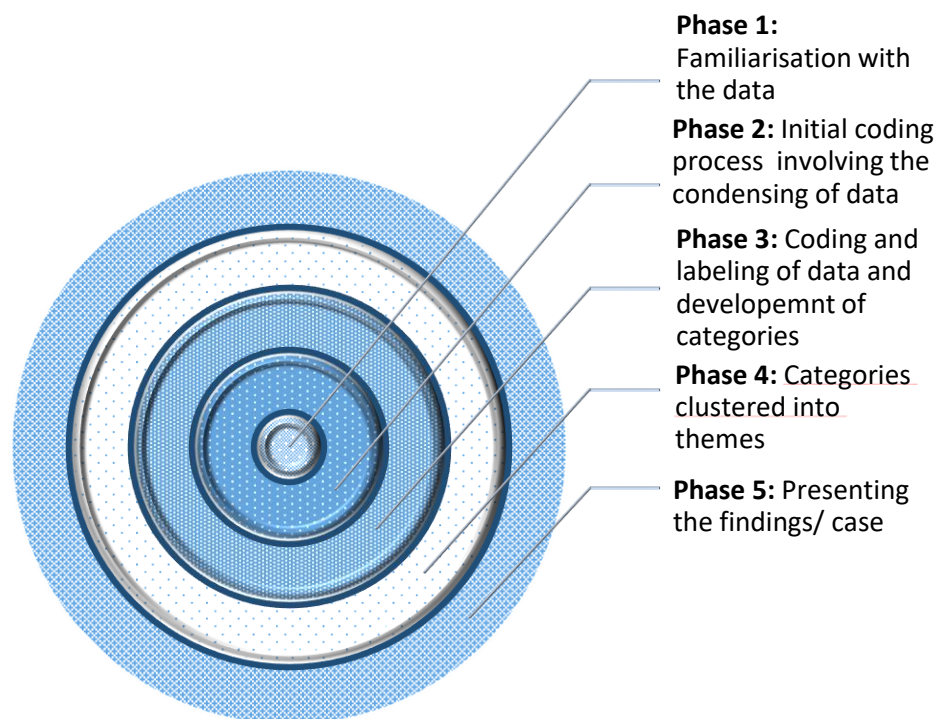 Phase 1:
Familiarisation with
the data
Phase 2: Initial coding
process  involving the
condensing of data
Phase 3: Coding and
labeling of data and
developemnt of
categories
Phase 4: Categories
clustered into
themes
Phase 5: Presenting
the findings/ case